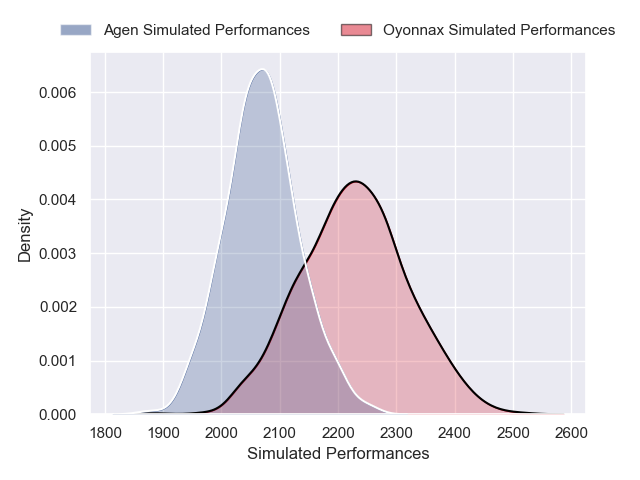 Agen Simulated Performances
Oyonnax Simulated Performances
0.006
0.005
0.004
0.003
0.002
0.001
0.000
Density
1800 1900 2000 2100 2200 2300 2400 2500 2600
Simulated Performances